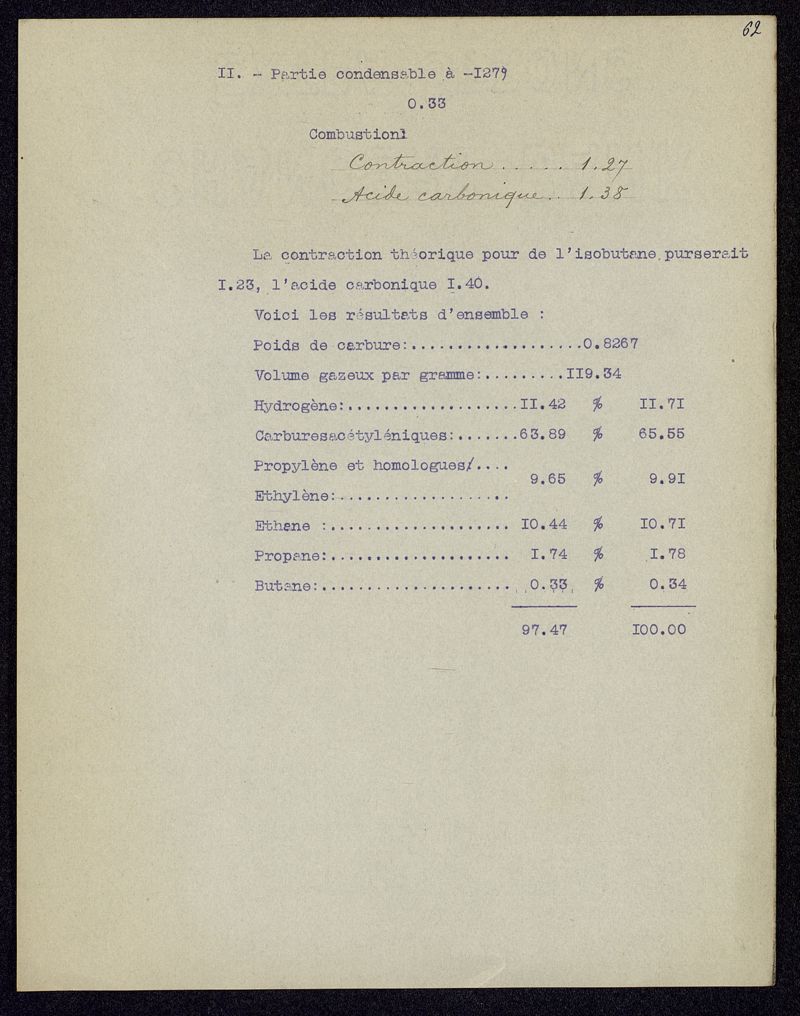 62
II. - Partie condensable à -I27°
0.33
Combustion
Contraction ..... 1.27
Acide carbonique .. 1.38
La contraction théorique pour de l'isobutane purserait
I.23, l'acide carbonique I.40.
Voici les résultats d'ensemble :
Poids de carbure:...................0.8267
Volume gazeux par gramme:.........II9.34
Hydrogène:...................II.42 % II.7I
Carburesacétyléniques:.......63.89 % 65.55
Propylène et homologues/....
9.65 % 9.9I
Ethylène:...................
Ethane :.................... I0.44 % I0.7I
Propane:.................... I.74 % I.78
Butane:..................... 0.33 % 0.34
97.47 I00.00